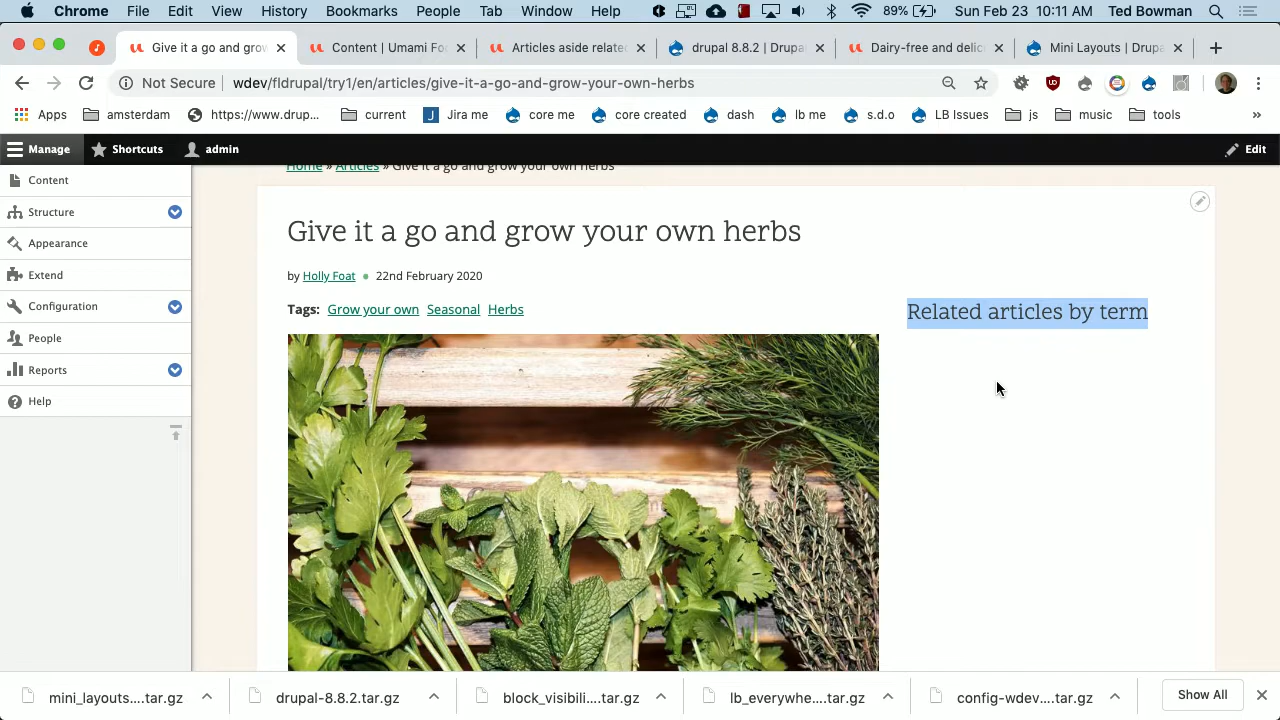 Chrome File Edit View History Bookmarks People Tab Window Help 89% Sun Feb 23 10:11 AM Ted Bowman
Give it a go and grow Content | Umami Fo Articles aside relate drupal 8.8.2 | Drupa Dairy-free and delic Mini Layouts | Drupa
Not Secure wdev/fldrupal/try1/en/articles/give-it-a-go-and-grow-your-own-herbs
Apps amsterdam https://www.drup... current Jira me core me core created dash lb me s.d.o LB Issues js music tools »
Manage Shortcuts admin Edit
Home » Articles » Give it a go and grow your own herbs
Content
Structure
Appearance
Extend
Configuration
People
Reports
Help
Give it a go and grow your own herbs
by Holly Foat 22nd February 2020
Tags: Grow your own Seasonal Herbs
Related articles by term
mini_layouts....tar.gz drupal-8.8.2.tar.gz block_visibili....tar.gz lb_everywhe....tar.gz config-wdev....tar.gz Show All